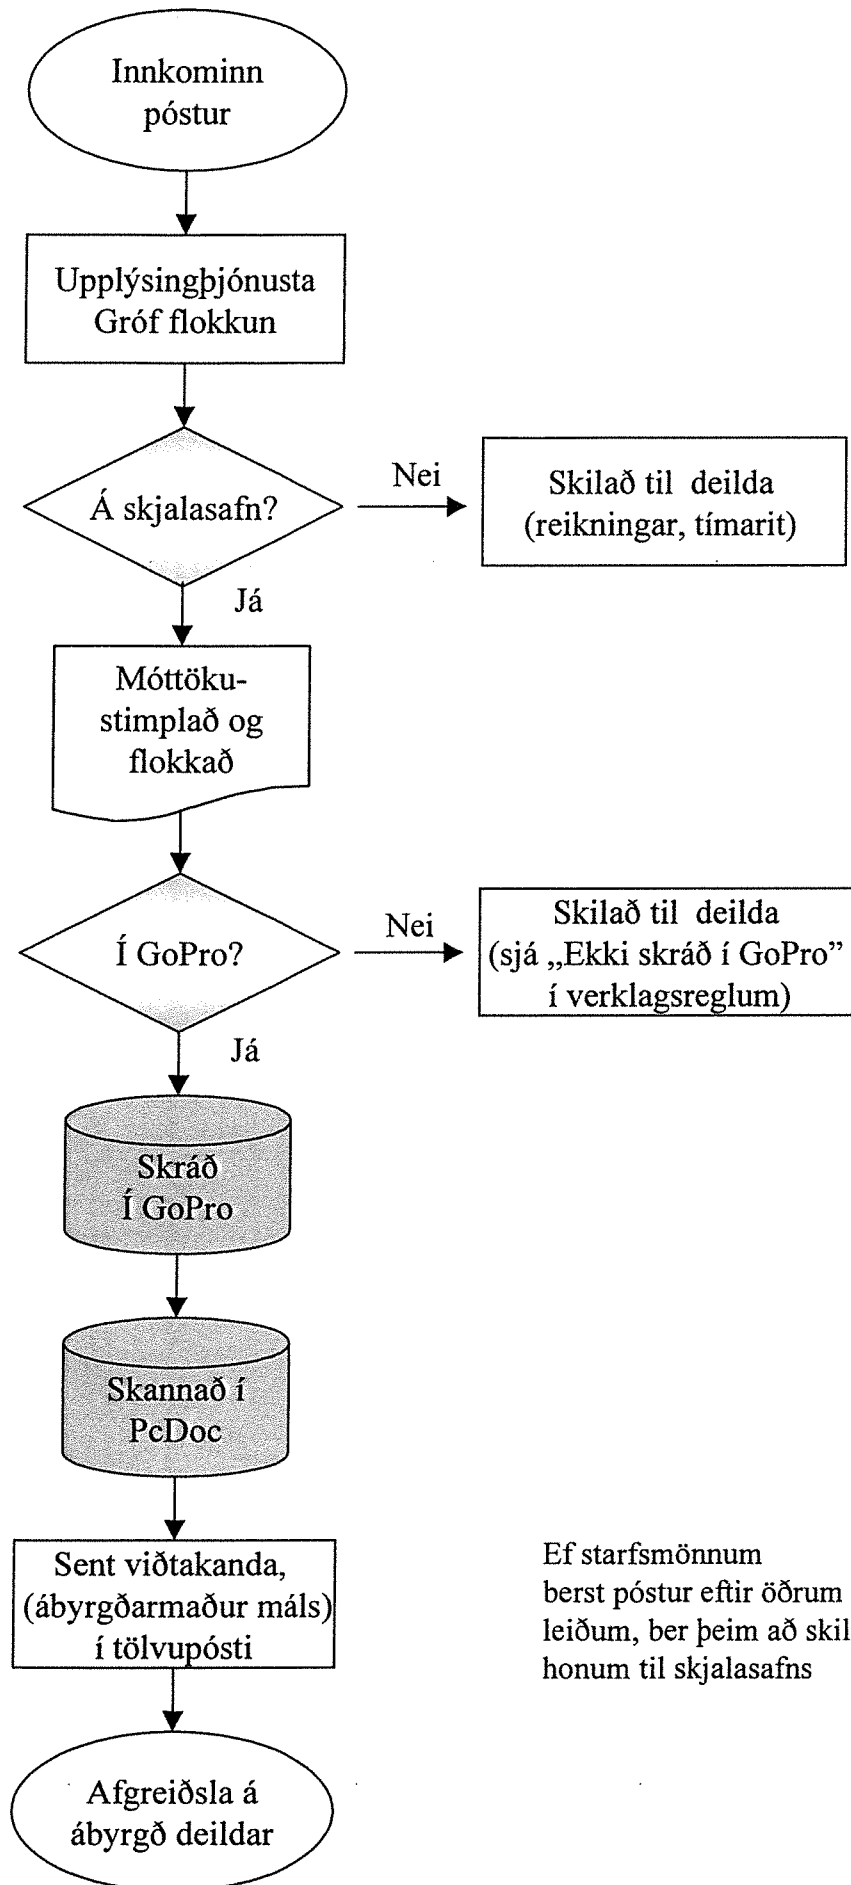 Innkominn
póstur
Upplýsingþjónusta
Gróf flokkun
Á skjalasafn?
Nei
Skilað til deilda
(reikningar, tímarit)
Já
Móttöku-
stimplað og
flokkað
Í GoPro?
Nei
Skilað til deilda
(sjá „Ekki skráð í GoPro”
í verklagsreglum)
Já
Skráð
Í GoPro
Skannað í
PcDoc
Sent viðtakanda,
(ábyrgðarmaður máls)
í tölvupósti
Ef starfsmönnum
berst póstur eftir öðrum
leiðum, ber þeim að skil
honum til skjalasafns
Afgreiðsla á
ábyrgð deildar